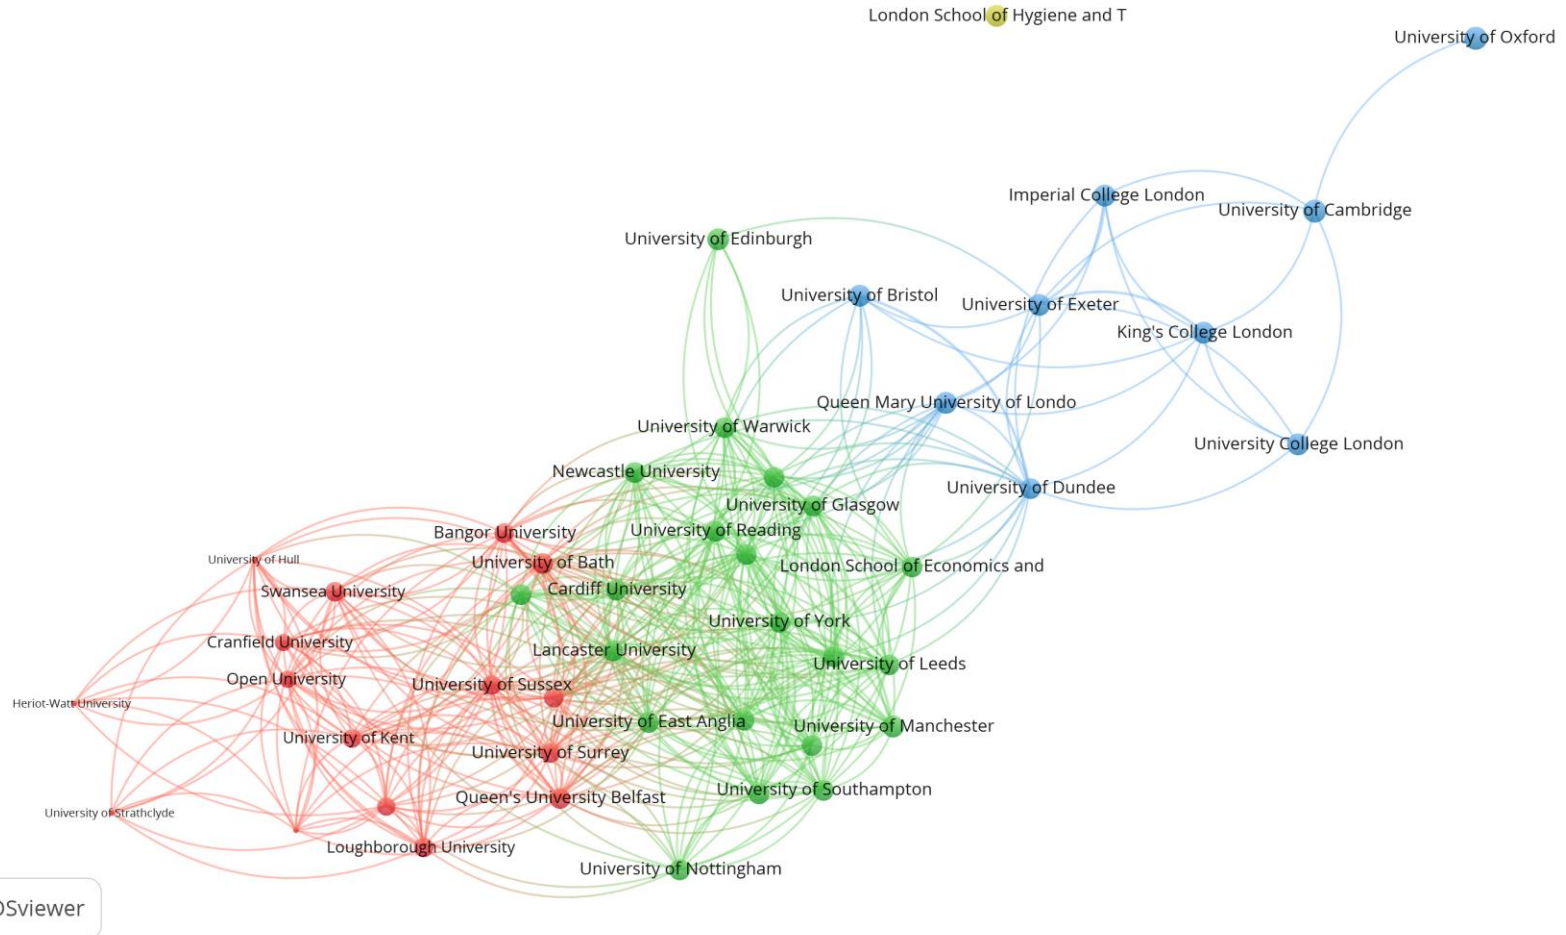 London School of Hygiene and T
University of Oxford
Imperial College London
University of Cambridge
University of Edinburgh
University of Bristol
University of Exeter
King's College London
Queen Mary University of Londo
University of Warwick
University College London
Newcastle University
University of Dundee
University of Glasgow
University of Reading
Bangor University
University of Hull
University of Bath
London School of Economics and
Swansea University
Cardiff University
University of York
Cranfield University
Lancaster University
University of Leeds
Open University
University of Sussex
Heriot-Watt University
University of East Anglia
University of Manchester
University of Kent
University of Surrey
University of Southampton
Queen's University Belfast
University of Strathclyde
Loughborough University
University of Nottingham
OSviewer